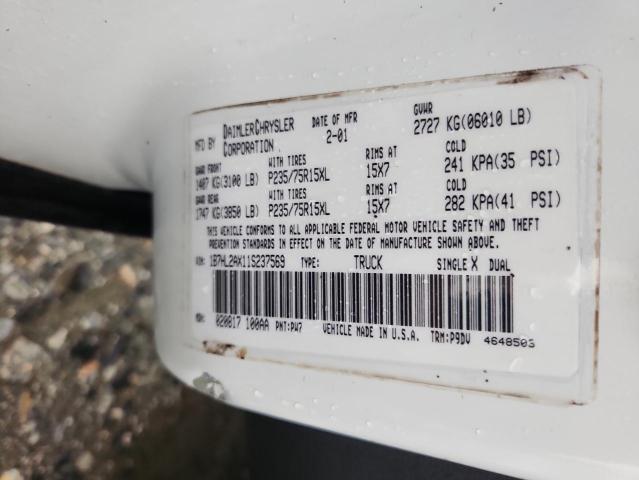 MFD BY DAIMLERCHRYSLER CORPORATION DATE OF MFR 2-01 GVWR 2727 KG(06010 LB)
GAWR FRONT WITH TIRES RIMS AT COLD
1407 KG(3100 LB) P235/75R15XL 15X7 241 KPA(35 PSI)
GAWR REAR WITH TIRES RIMS AT COLD
1747 KG(3850 LB) P235/75R15XL 15X7 282 KPA(41 PSI)
THIS VEHICLE CONFORMS TO ALL APPLICABLE FEDERAL MOTOR VEHICLE SAFETY AND THEFT
PREVENTION STANDARDS IN EFFECT ON THE DATE OF MANUFACTURE SHOWN ABOVE.
VIN: 1B7HL2AX11S237569 TYPE: TRUCK SINGLE X DUAL
MDH: 020817 100AA PNT:PW7 VEHICLE MADE IN U.S.A. TRM:P9DV 4648503